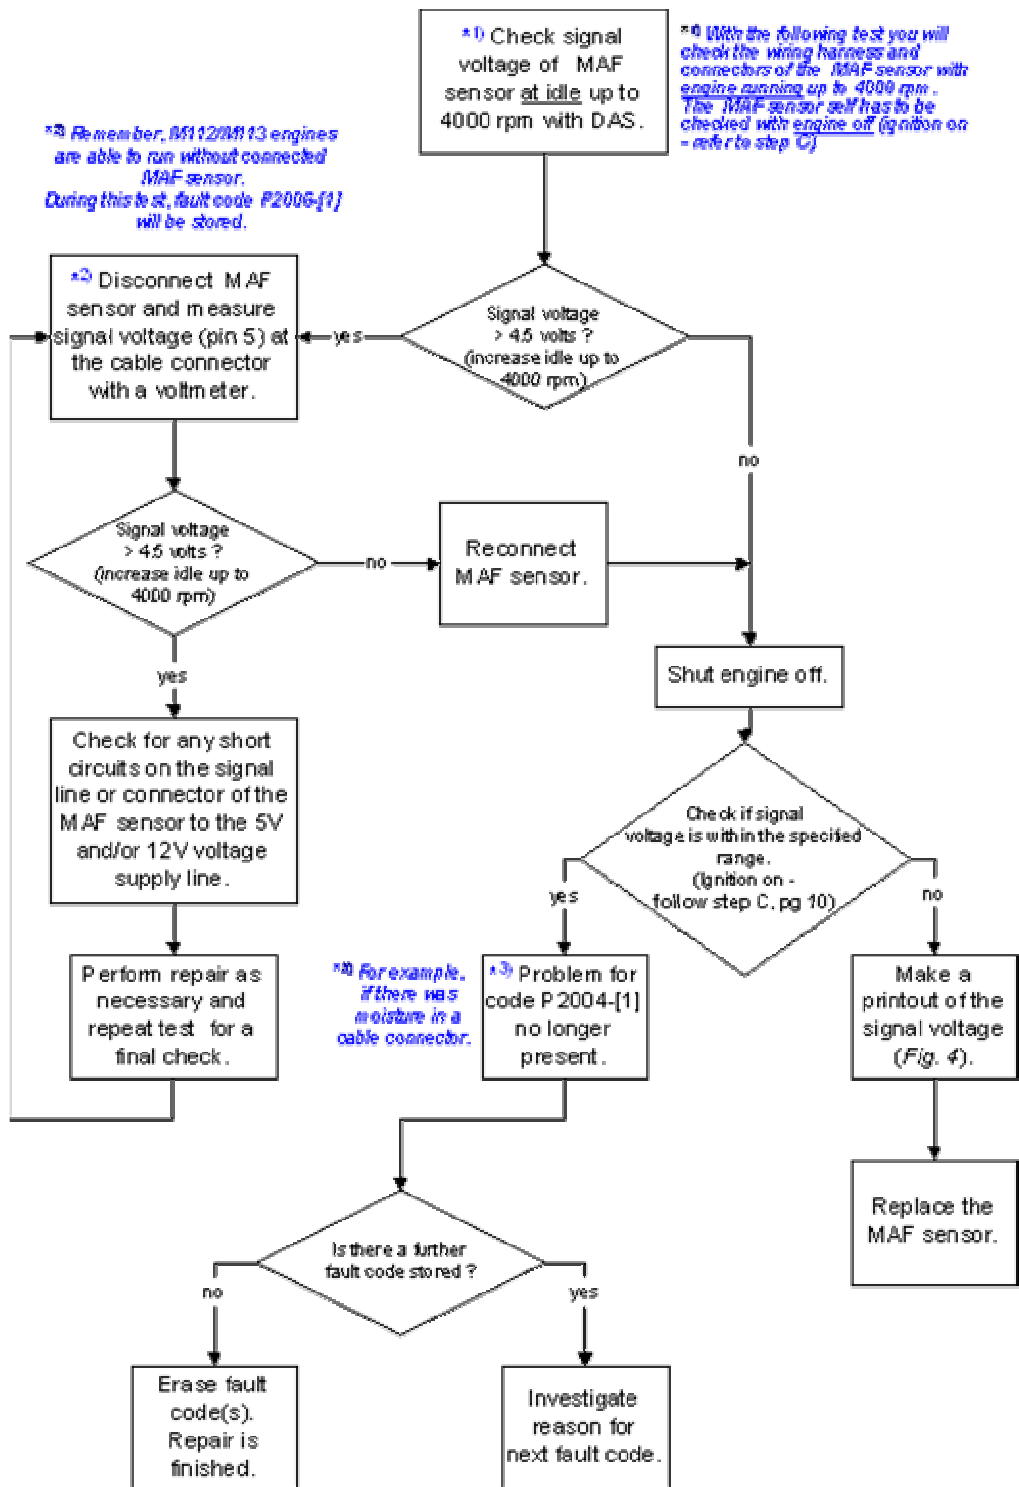 *1) Check signal
voltage of MAF
sensor at idle up to
4000 rpm with DAS.
*1) With the following test you will
check the wiring harness and
connectors of the MAF sensor with
engine running up to 4000 rpm.
The MAF sensor self has to be
checked with engine off (ignition on
- refer to step C)
*2) Remember, M112/M113 engines
are able to run without connected
MAF sensor.
During this test, fault code P2006-[1]
will be stored.
*2) Disconnect MAF
sensor and measure
signal voltage (pin 5) at
the cable connector
with a voltmeter.
yes
Signal voltage
> 4.5 volts ?
(increase idle up to
4000 rpm)
no
Signal voltage
> 4.5 volts ?
(increase idle up to
4000 rpm)
no
Reconnect
MAF sensor.
yes
Shut engine off.
Check for any short
circuits on the signal
line or connector of the
MAF sensor to the 5V
and/or 12V voltage
supply line.
Check if signal
voltage is within the specified
range.
(Ignition on -
follow step C, pg 10)
yes
no
Perform repair as
necessary and
repeat test for a
final check.
*3) For example,
if there was
moisture in a
cable connector.
*3) Problem for
code P2004-[1]
no longer
present.
Make a
printout of the
signal voltage
(Fig. 4).
Replace the
MAF sensor.
Is there a further
fault code stored ?
no
yes
Erase fault
code(s).
Repair is
finished.
Investigate
reason for
next fault code.